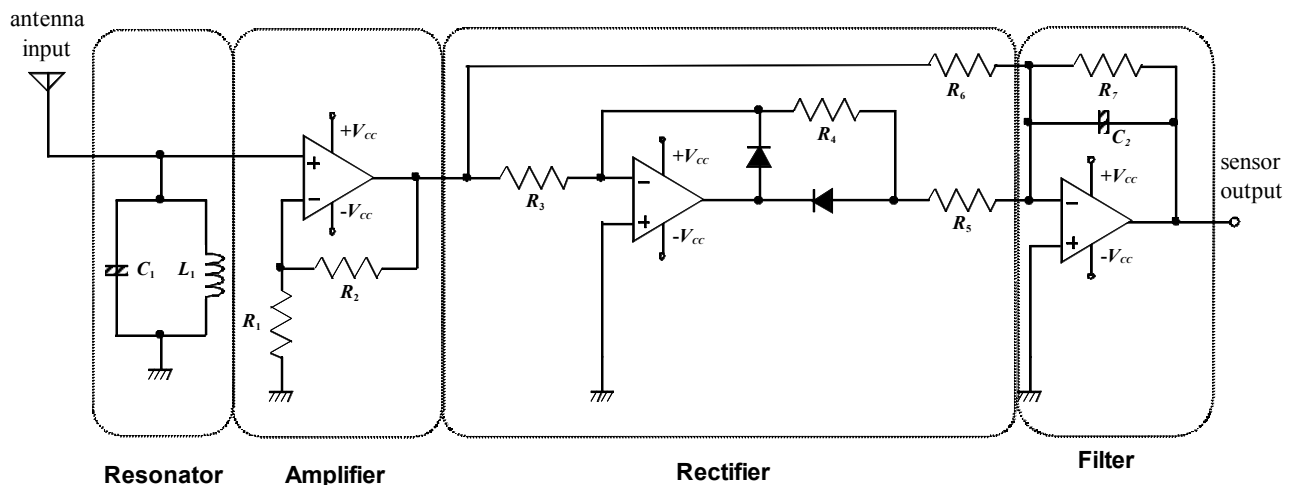 antenna
input
R6
R7
+VCC
R4
C2
+VCC
+VCC
sensor
output
R3
R5
-VCC
-VCC
-VCC
C1
L1
R2
R1
Resonator
Amplifier
Rectifier
Filter